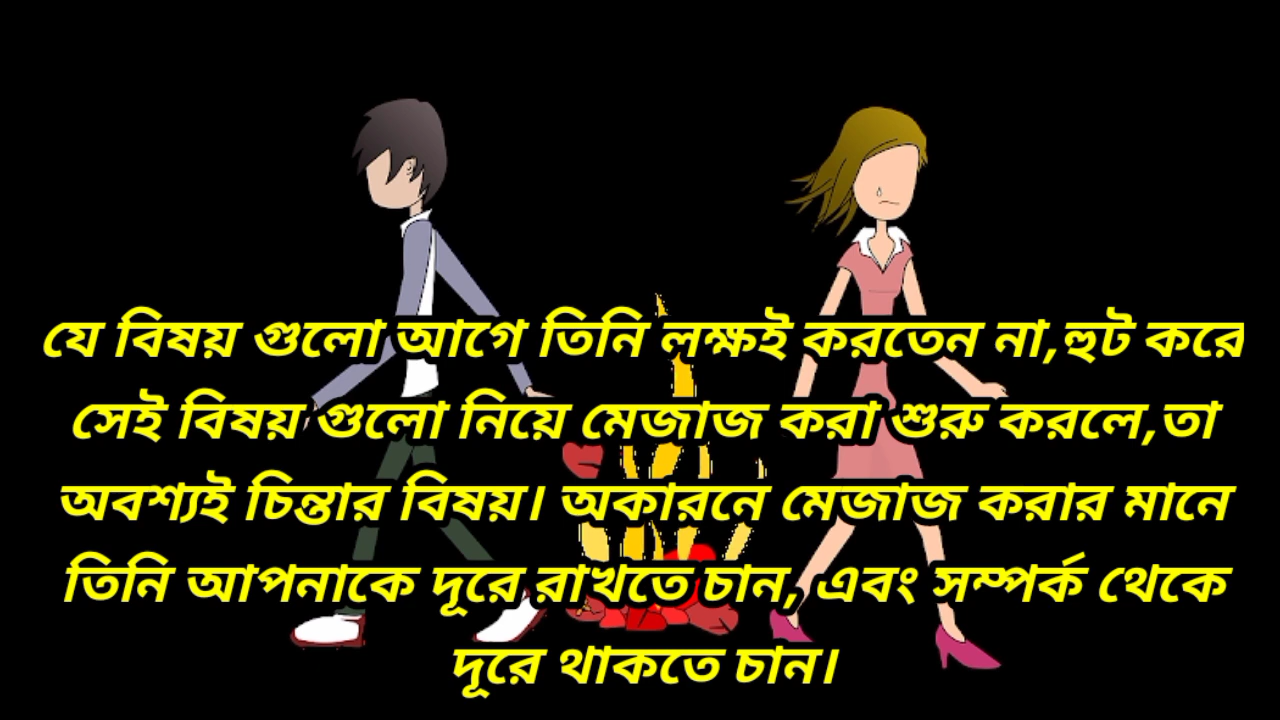 যে বিষয় গুলো আগে তিনি লক্ষই করতেন না,হুট করে
সেই বিষয় গুলো নিয়ে মেজাজ করা শুরু করলে,তা
অবশ্যই চিন্তার বিষয়। অকারনে মেজাজ করার মানে
তিনি আপনাকে দূরে রাখতে চান, এবং সম্পর্ক থেকে
দূরে থাকতে চান।